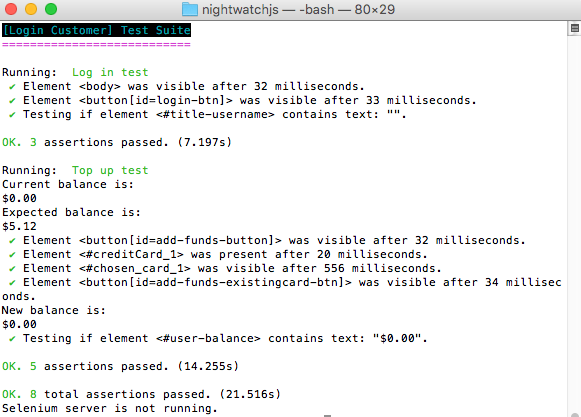 nightwatchjs — -bash — 80×29
[Login Customer] Test Suite
===========================
Running:  Log in test
✔ Element <body> was visible after 32 milliseconds.
✔ Element <button[id=login-btn]> was visible after 33 milliseconds.
✔ Testing if element <#title-username> contains text: "".
OK. 3 assertions passed. (7.197s)
Running:  Top up test
Current balance is:
$0.00
Expected balance is:
$5.12
✔ Element <button[id=add-funds-button]> was visible after 32 milliseconds.
✔ Element <#creditCard_1> was present after 20 milliseconds.
✔ Element <#chosen_card_1> was visible after 556 milliseconds.
✔ Element <button[id=add-funds-existingcard-btn]> was visible after 34 millisec
onds.
New balance is:
$0.00
✔ Testing if element <#user-balance> contains text: "$0.00".
OK. 5 assertions passed. (14.255s)
OK. 8 total assertions passed. (21.516s)
Selenium server is not running.